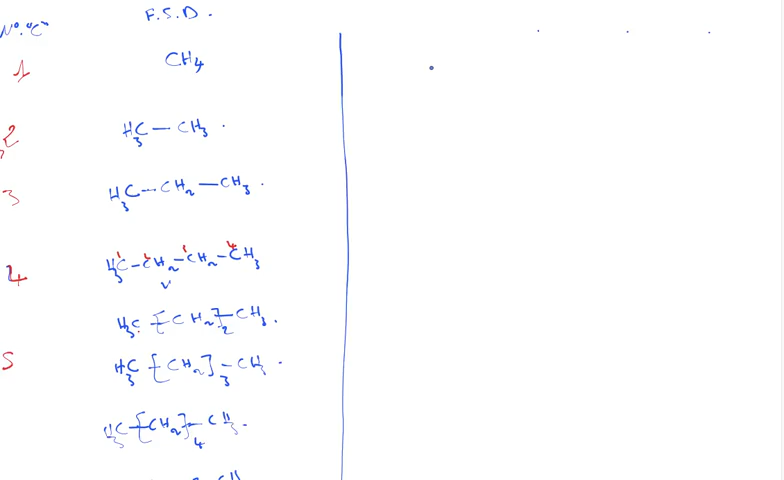 Nº. "C" F.S.D.
1 CH4
2 H3C — CH3.
3 H3C — CH2 — CH3.
4 H3C - CH2 - CH2 - CH3
H3C -[CH2]2- CH3.
5 H3C -[CH2]3- CH3.
H3C -[CH2]4- CH3.